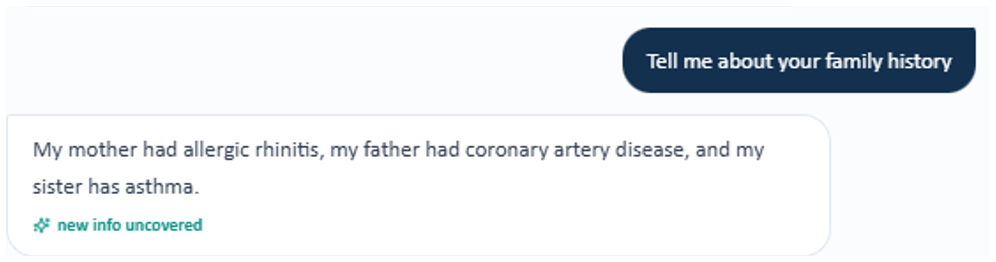 Tell me about your family history
My mother had allergic rhinitis, my father had coronary artery disease, and my
sister has asthma.
new info uncovered